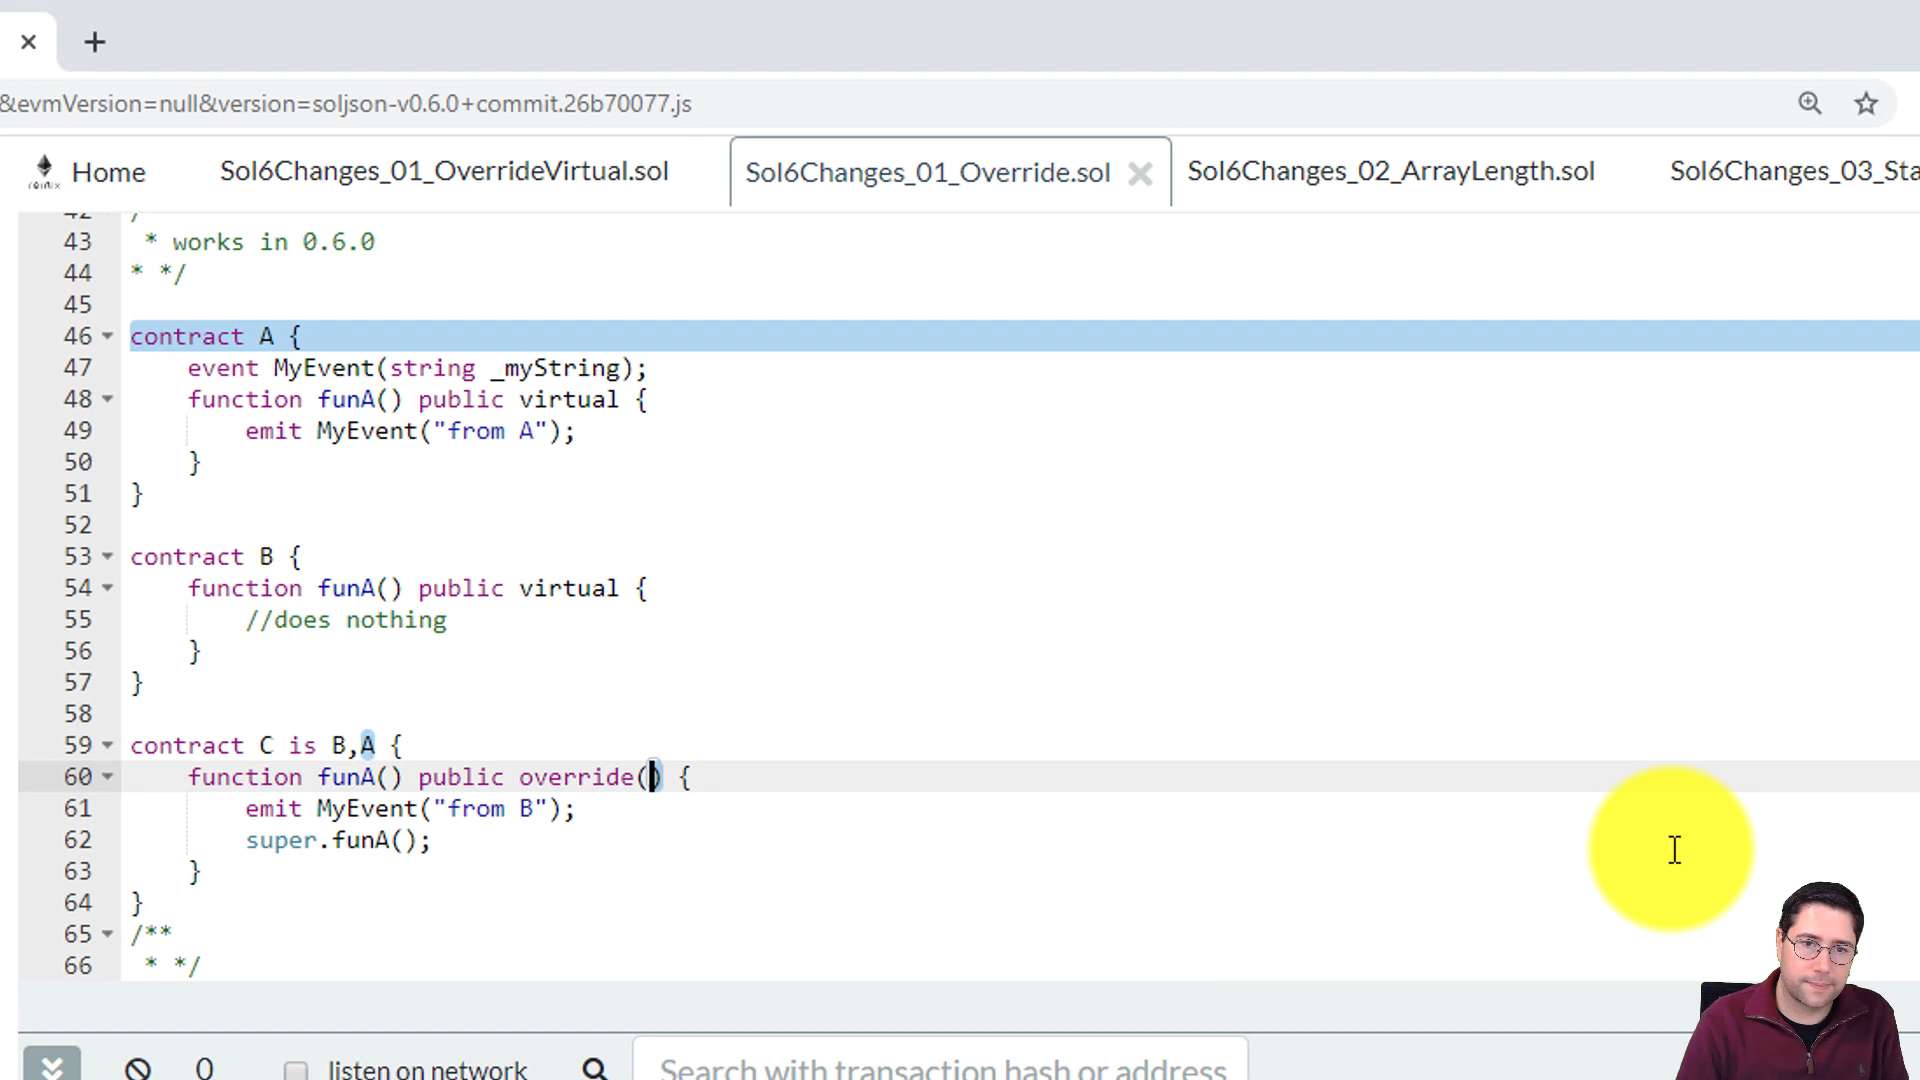 &evmVersion=null&version=soljson-v0.6.0+commit.26b70077.js
Home Sol6Changes_01_OverrideVirtual.sol Sol6Changes_01_Override.sol Sol6Changes_02_ArrayLength.sol Sol6Changes_03_Sta
42 /
43 * works in 0.6.0
44 * */
45
46 contract A {
47 event MyEvent(string _myString);
48 function funA() public virtual {
49 emit MyEvent("from A");
50 }
51 }
52
53 contract B {
54 function funA() public virtual {
55 //does nothing
56 }
57 }
58
59 contract C is B,A {
60 function funA() public override() {
61 emit MyEvent("from B");
62 super.funA();
63 }
64 }
65 /**
66 * */
0 listen on network Search with transaction hash or address